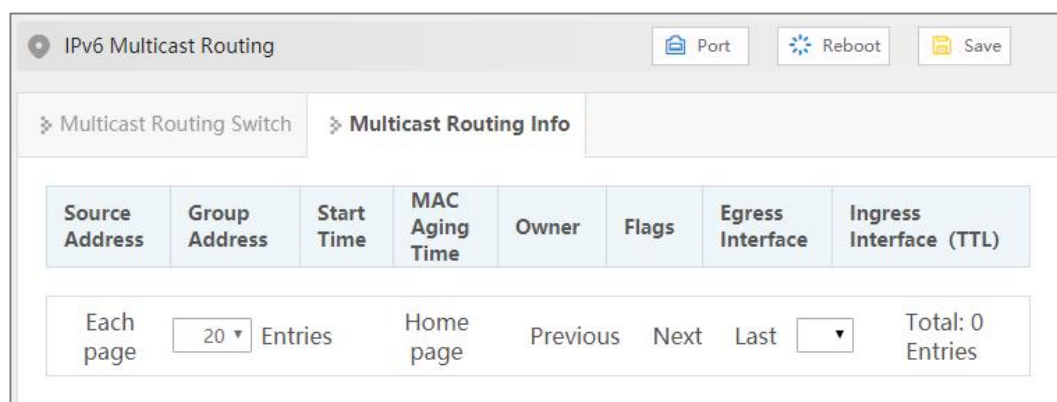 IPv6 Multicast Routing
Port
Reboot
Save
Multicast Routing Switch
Multicast Routing Info
Source Address
Group Address
Start Time
MAC Aging Time
Owner
Flags
Egress Interface
Ingress Interface (TTL)
Each page 20 Entries
Home page
Previous
Next
Last
Total: 0 Entries